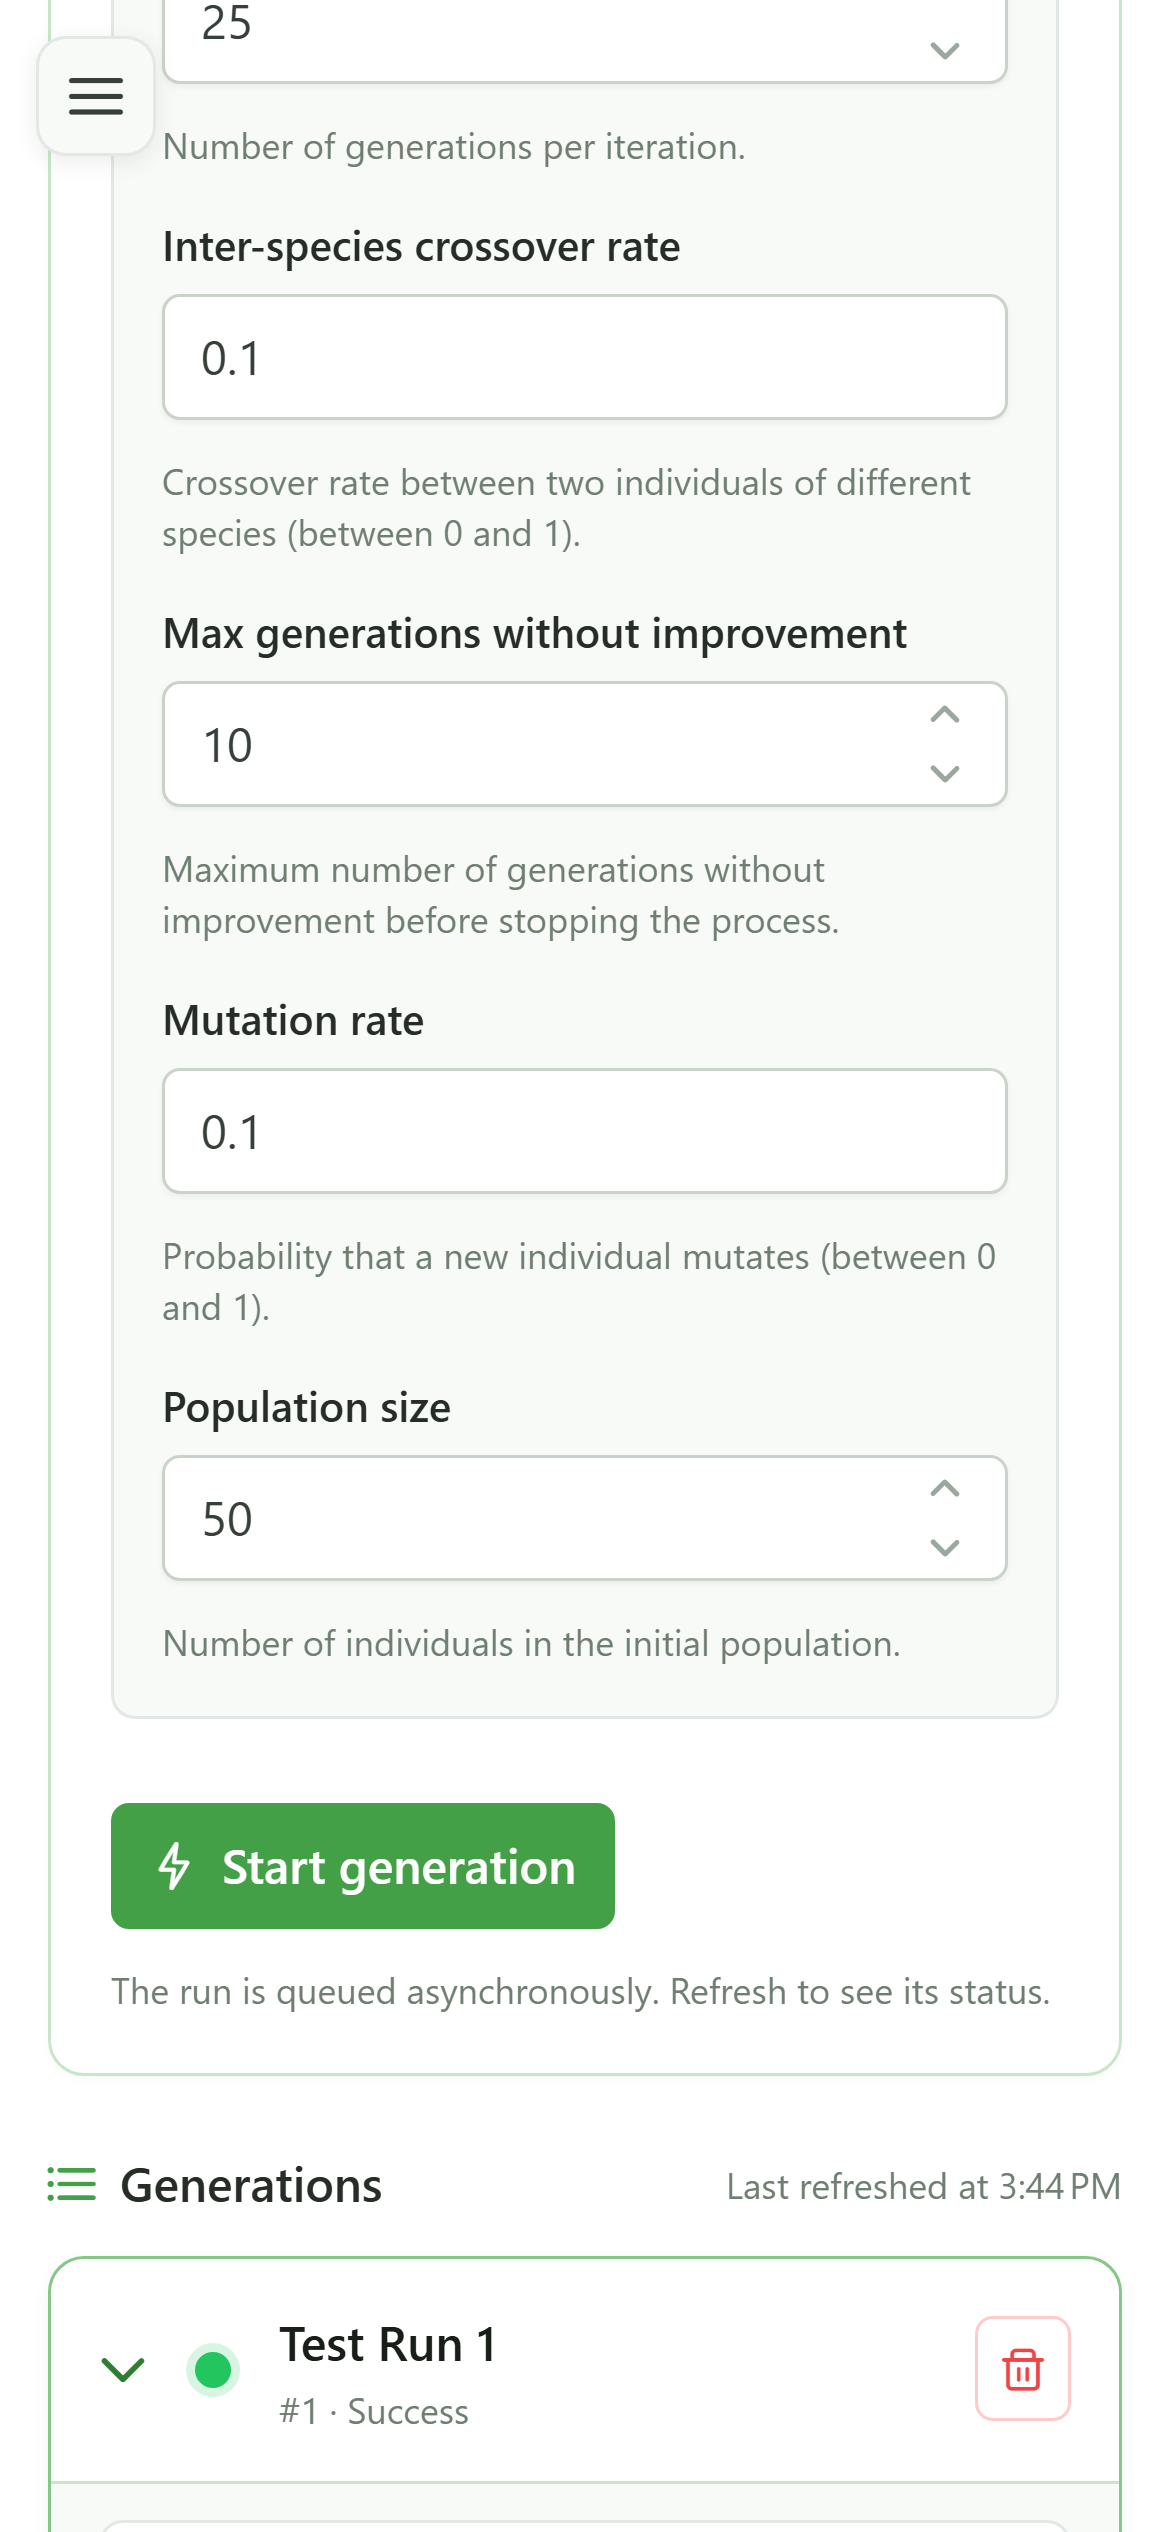 25
Number of generations per iteration.
Inter-species crossover rate
0.1
Crossover rate between two individuals of different
species (between 0 and 1).
Max generations without improvement
10
Maximum number of generations without
improvement before stopping the process.
Mutation rate
0.1
Probability that a new individual mutates (between 0
and 1).
Population size
50
Number of individuals in the initial population.
Start generation
The run is queued asynchronously. Refresh to see its status.
Generations
Last refreshed at 3:44 PM
Test Run 1
#1 · Success